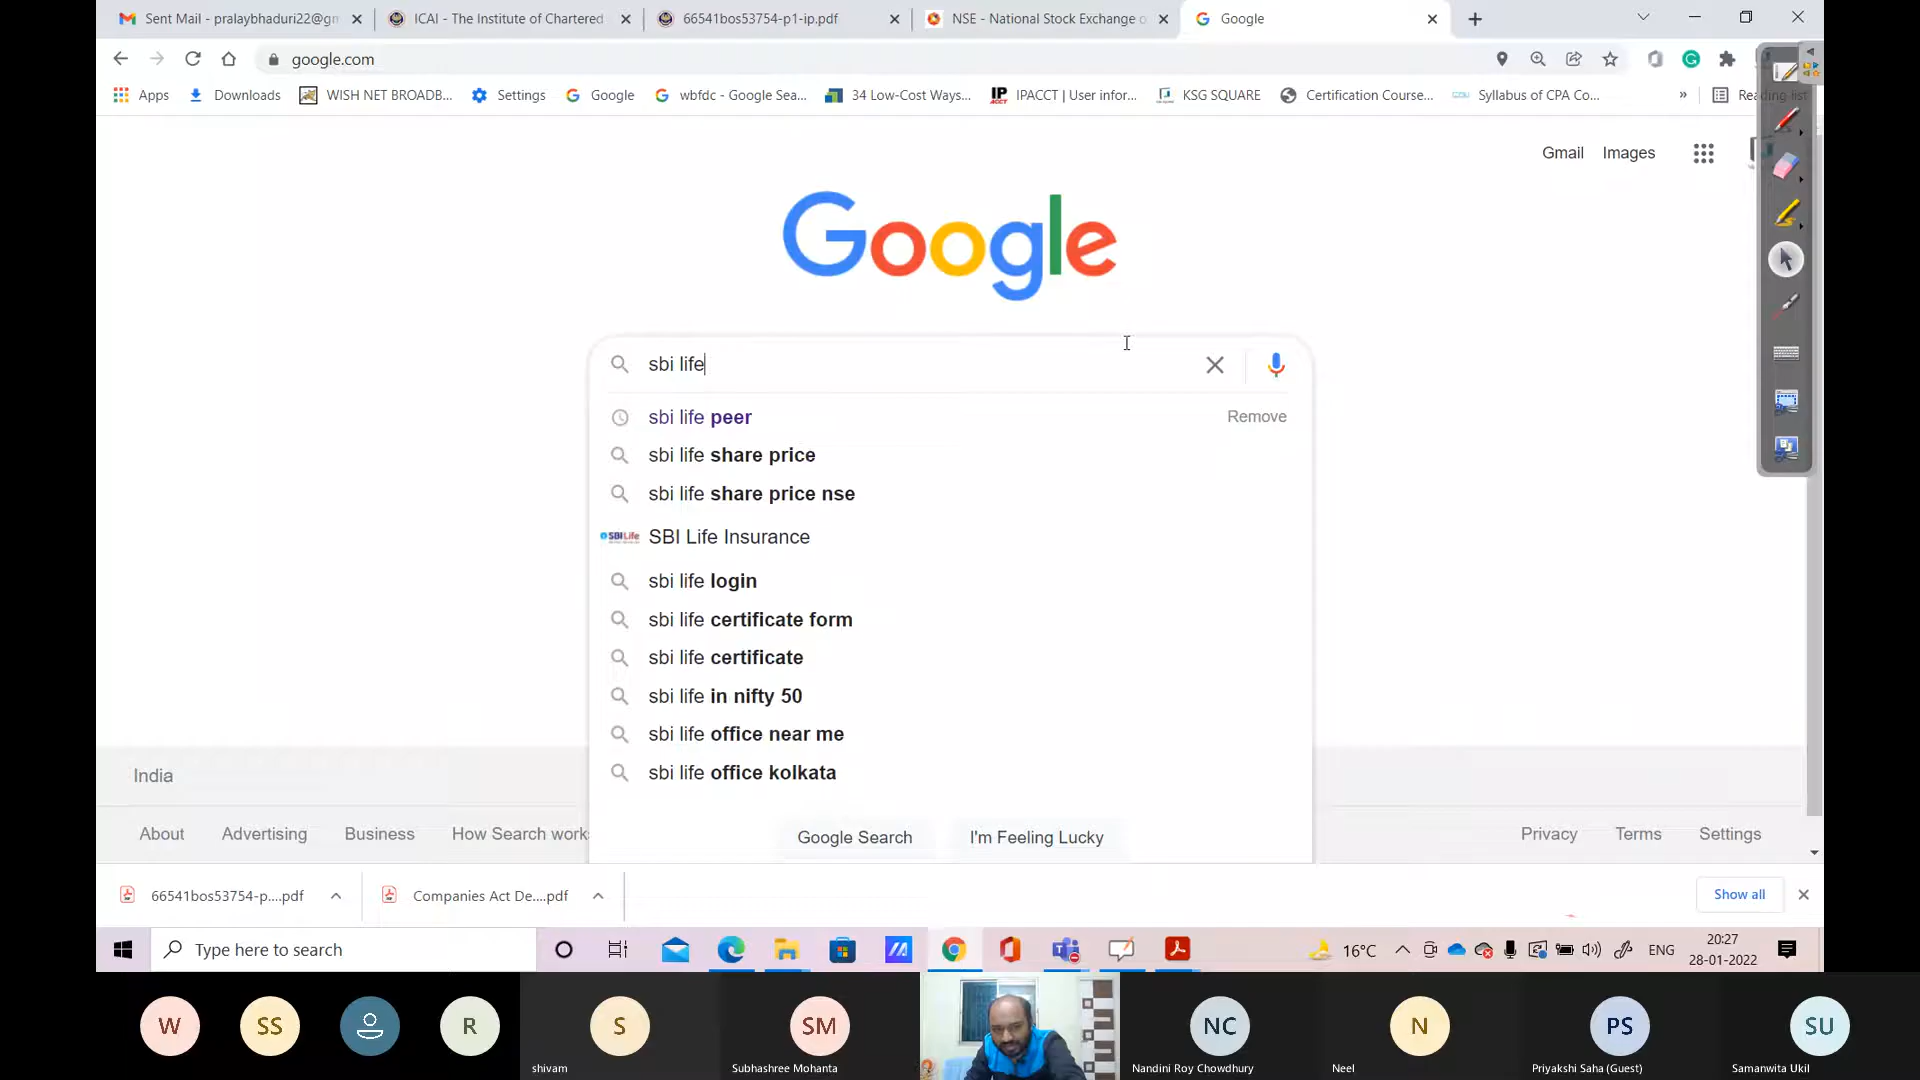 Sent Mail - pralaybhaduri22@gm
ICAI - The Institute of Chartered
66541bos53754-p1-ip.pdf
NSE - National Stock Exchange o
Google
google.com
Apps
Downloads
WISH NET BROADB...
Settings
Google
wbfdc - Google Sea...
34 Low-Cost Ways...
IPACCT | User infor...
KSG SQUARE
Certification Course...
Syllabus of CPA Co...
»
Reading list
Gmail
Images
Google
sbi life
sbi life peer
Remove
sbi life share price
sbi life share price nse
SBI Life
SBI Life Insurance
sbi life login
sbi life certificate form
sbi life certificate
sbi life in nifty 50
sbi life office near me
sbi life office kolkata
Google Search
I'm Feeling Lucky
India
About
Advertising
Business
How Search work
Privacy
Terms
Settings
66541bos53754-p....pdf
Companies Act De....pdf
Show all
Type here to search
16°C
ENG
20:27
28-01-2022
W
SS
R
S
shivam
SM
Subhashree Mohanta
NC
Nandini Roy Chowdhury
N
Neel
PS
Priyakshi Saha (Guest)
SU
Samanwita Ukil